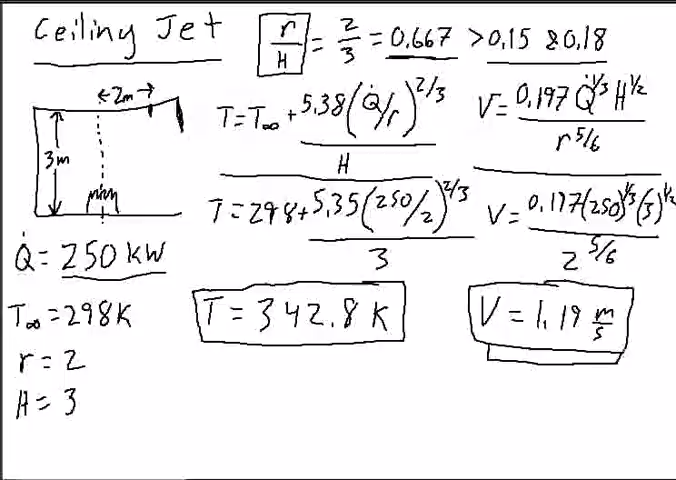 Ceiling Jet
r/H = 2/3 = 0.667 > 0.15 & 0.18
2m
3m
T = T∞ + 5.38(Q̇/r)^2/3 / H
V = 0.197 Q̇^1/3 H^1/2 / r^5/6
T = 298 + 5.35(250/2)^2/3 / 3
V = 0.197(250)^1/3 (3)^1/2 / 2^5/6
Q̇ = 250 kW
T∞ = 298K
T = 342.8 K
V = 1.19 m/s
r = 2
H = 3